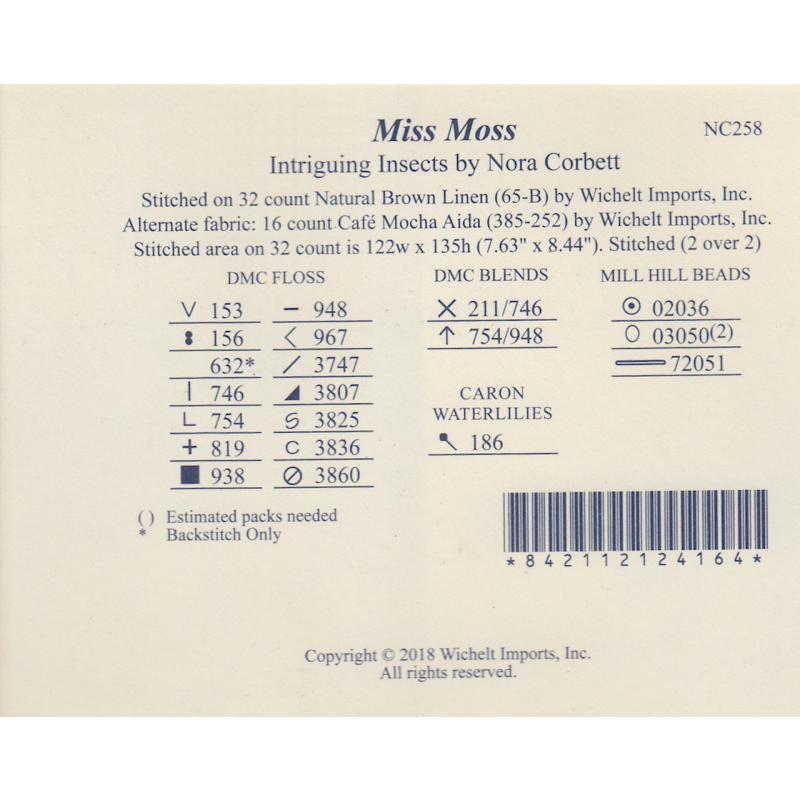 Miss Moss NC258
Intriguing Insects by Nora Corbett
Stitched on 32 count Natural Brown Linen (65-B) by Wichelt Imports, Inc.
Alternate fabric: 16 count Café Mocha Aida (385-252) by Wichelt Imports, Inc.
Stitched area on 32 count is 122w x 135h (7.63" x 8.44"). Stitched (2 over 2)
DMC FLOSS
153
156
632*
746
754
819
938
948
967
3747
3807
3825
3836
3860
DMC BLENDS
211/746
754/948
CARON
WATERLILIES
186
MILL HILL BEADS
02036
03050(2)
72051
( ) Estimated packs needed
* Backstitch Only
*842112124164*
Copyright © 2018 Wichelt Imports, Inc.
All rights reserved.